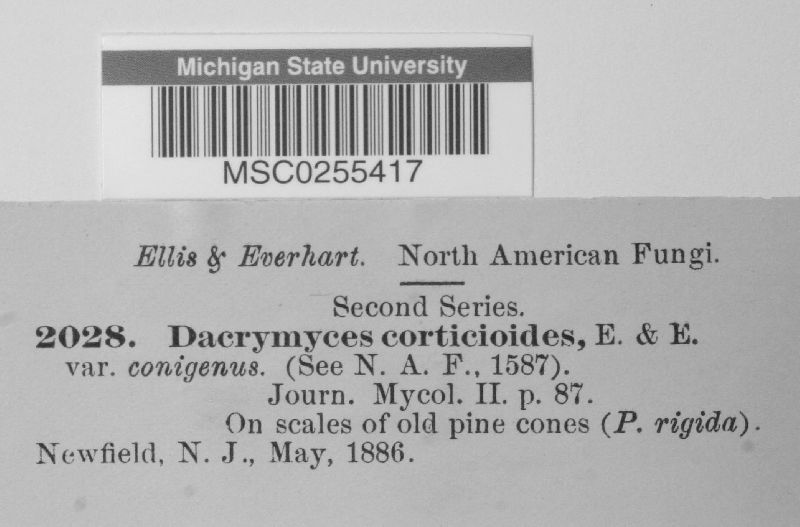 Michigan State University
MSC0255417
Ellis & Everhart. North American Fungi.
Second Series.
2028. Dacrymyces corticioides, E. & E.
var. conigenus. (See N. A. F., 1587).
Journ. Mycol. II. p. 87.
On scales of old pine cones (P. rigida).
Newfield, N. J., May, 1886.